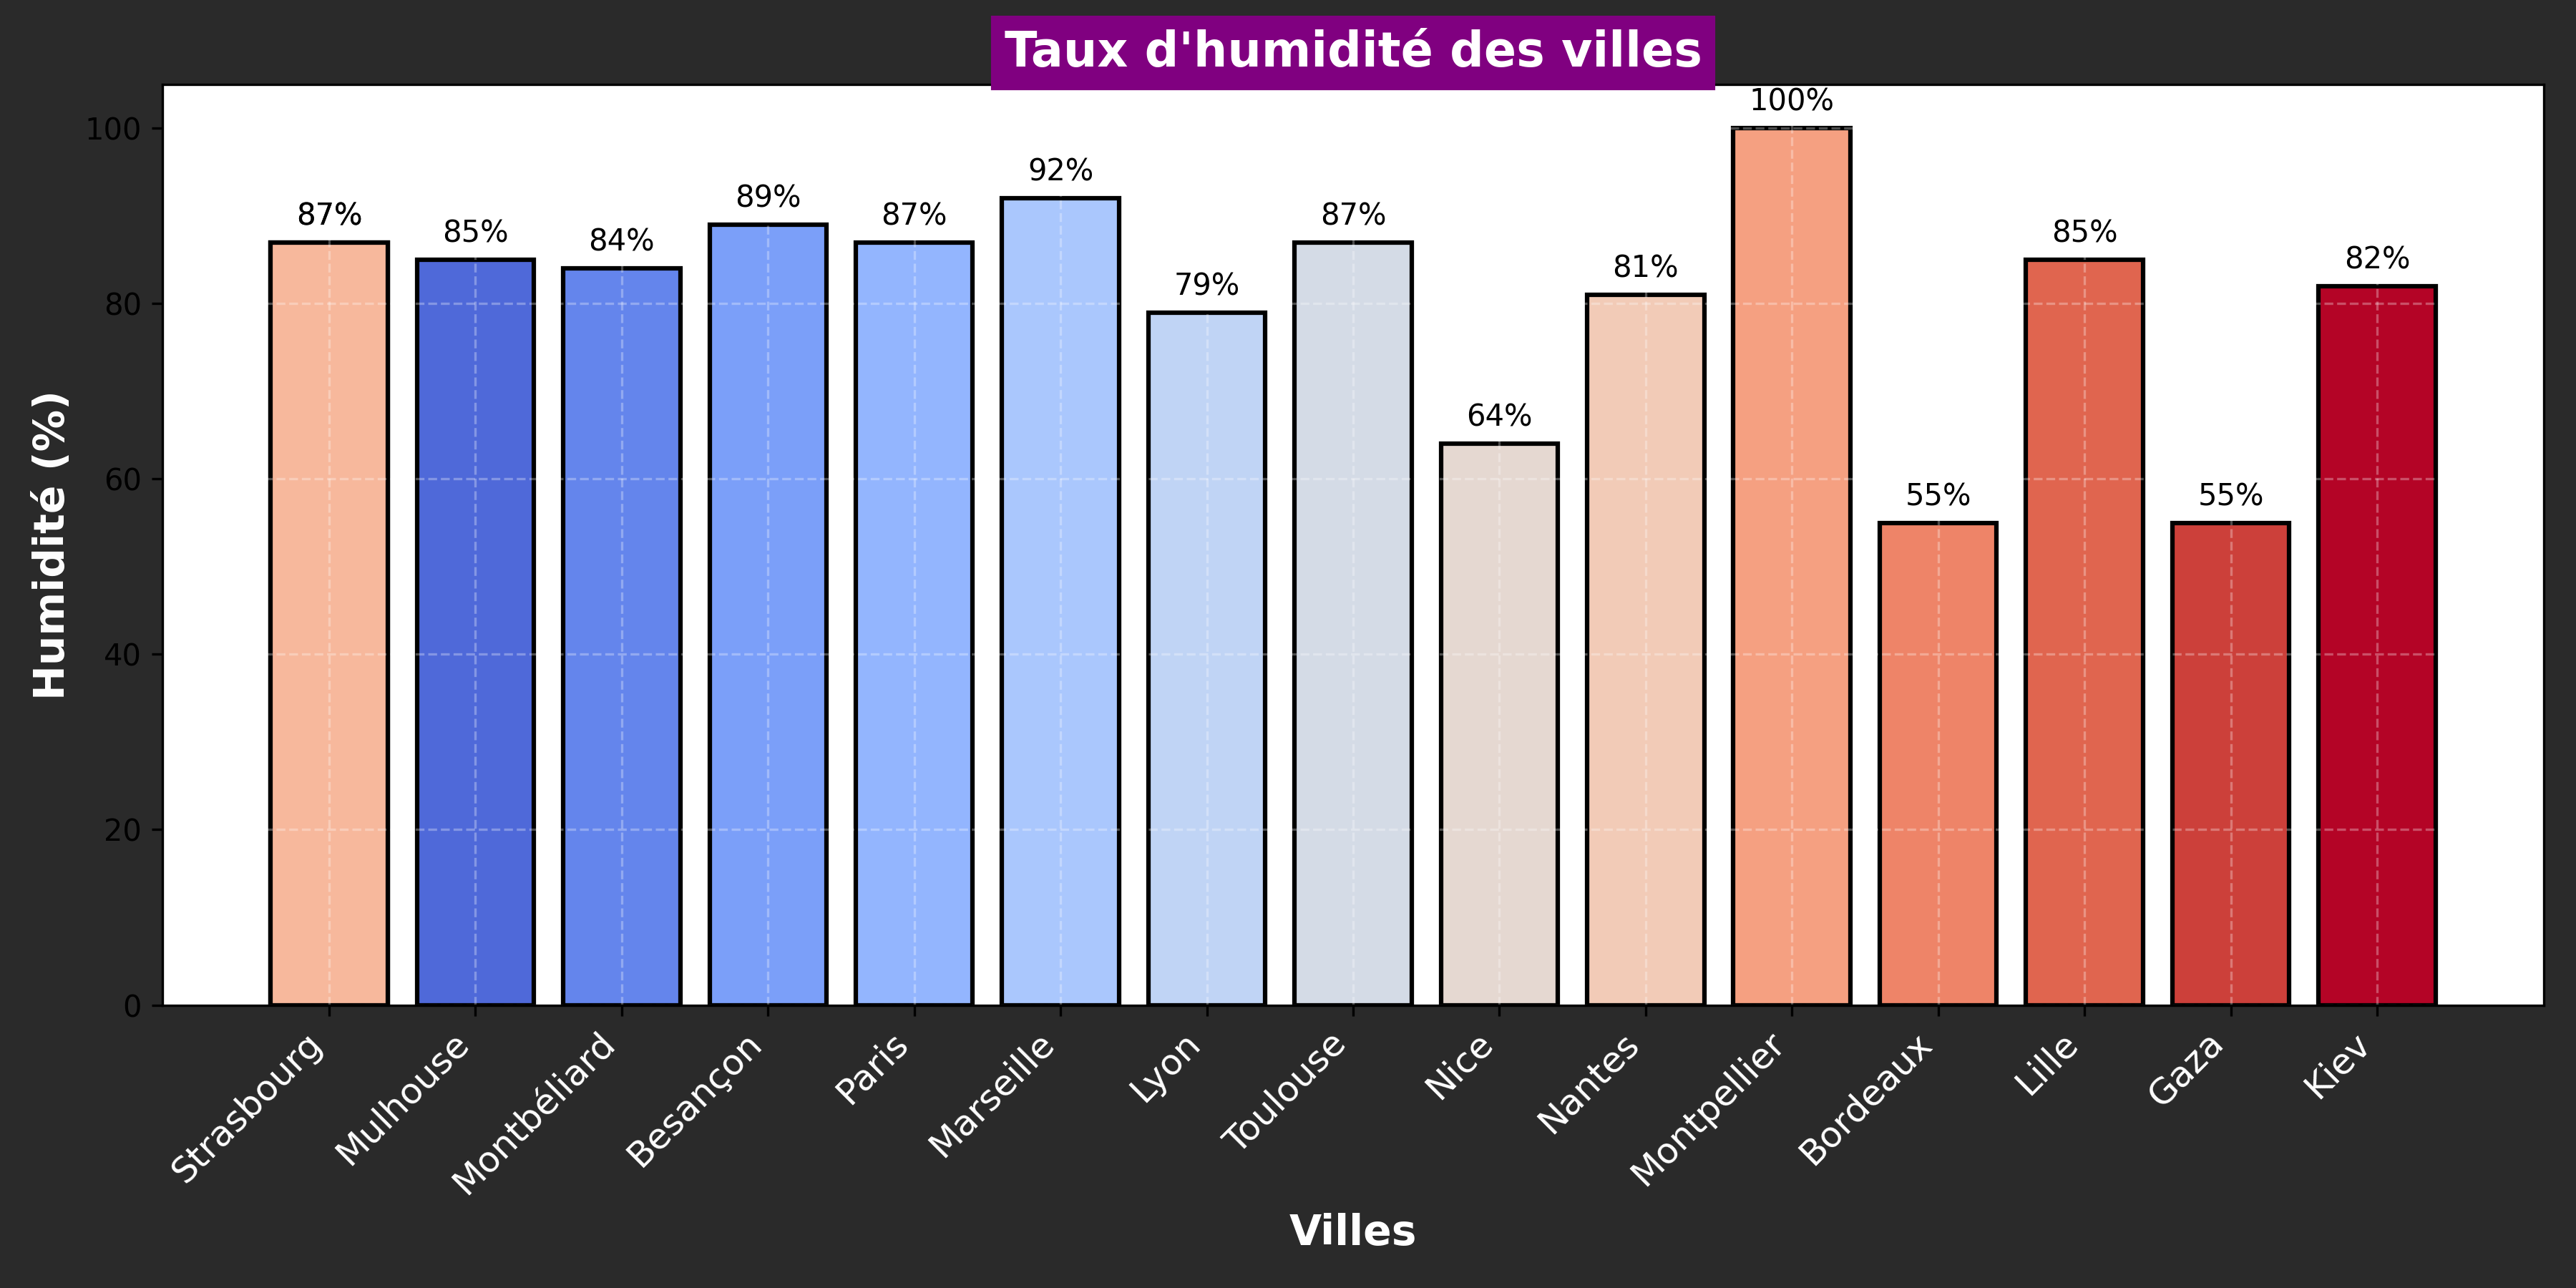 Taux d'humidité des villes
Humidité (%)
100
80
60
40
20
0
87%
85%
84%
89%
87%
92%
79%
87%
64%
81%
100%
55%
85%
55%
82%
Strasbourg
Mulhouse
Montbéliard
Besançon
Paris
Marseille
Lyon
Toulouse
Nice
Nantes
Montpellier
Bordeaux
Lille
Gaza
Kiev
Villes